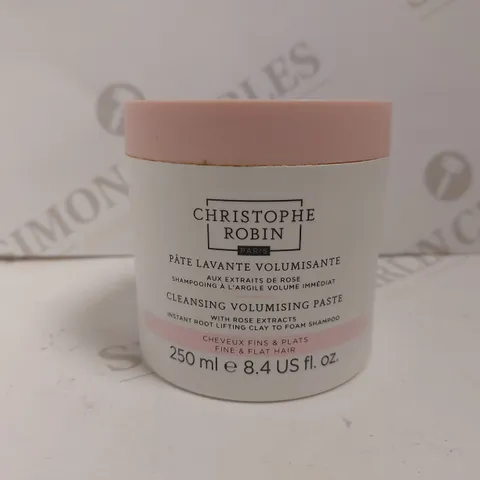 CHRISTOPHE
ROBIN
PARIS
PÂTE LAVANTE VOLUMISANTE
AUX EXTRAITS DE ROSE
SHAMPOOING À L'ARGILE VOLUME IMMÉDIAT
CLEANSING VOLUMISING PASTE
WITH ROSE EXTRACTS
INSTANT ROOT LIFTING CLAY TO FOAM SHAMPOO
CHEVEUX FINS & PLATS
FINE & FLAT HAIR
250 ml e 8.4 US fl. oz.
SIMON